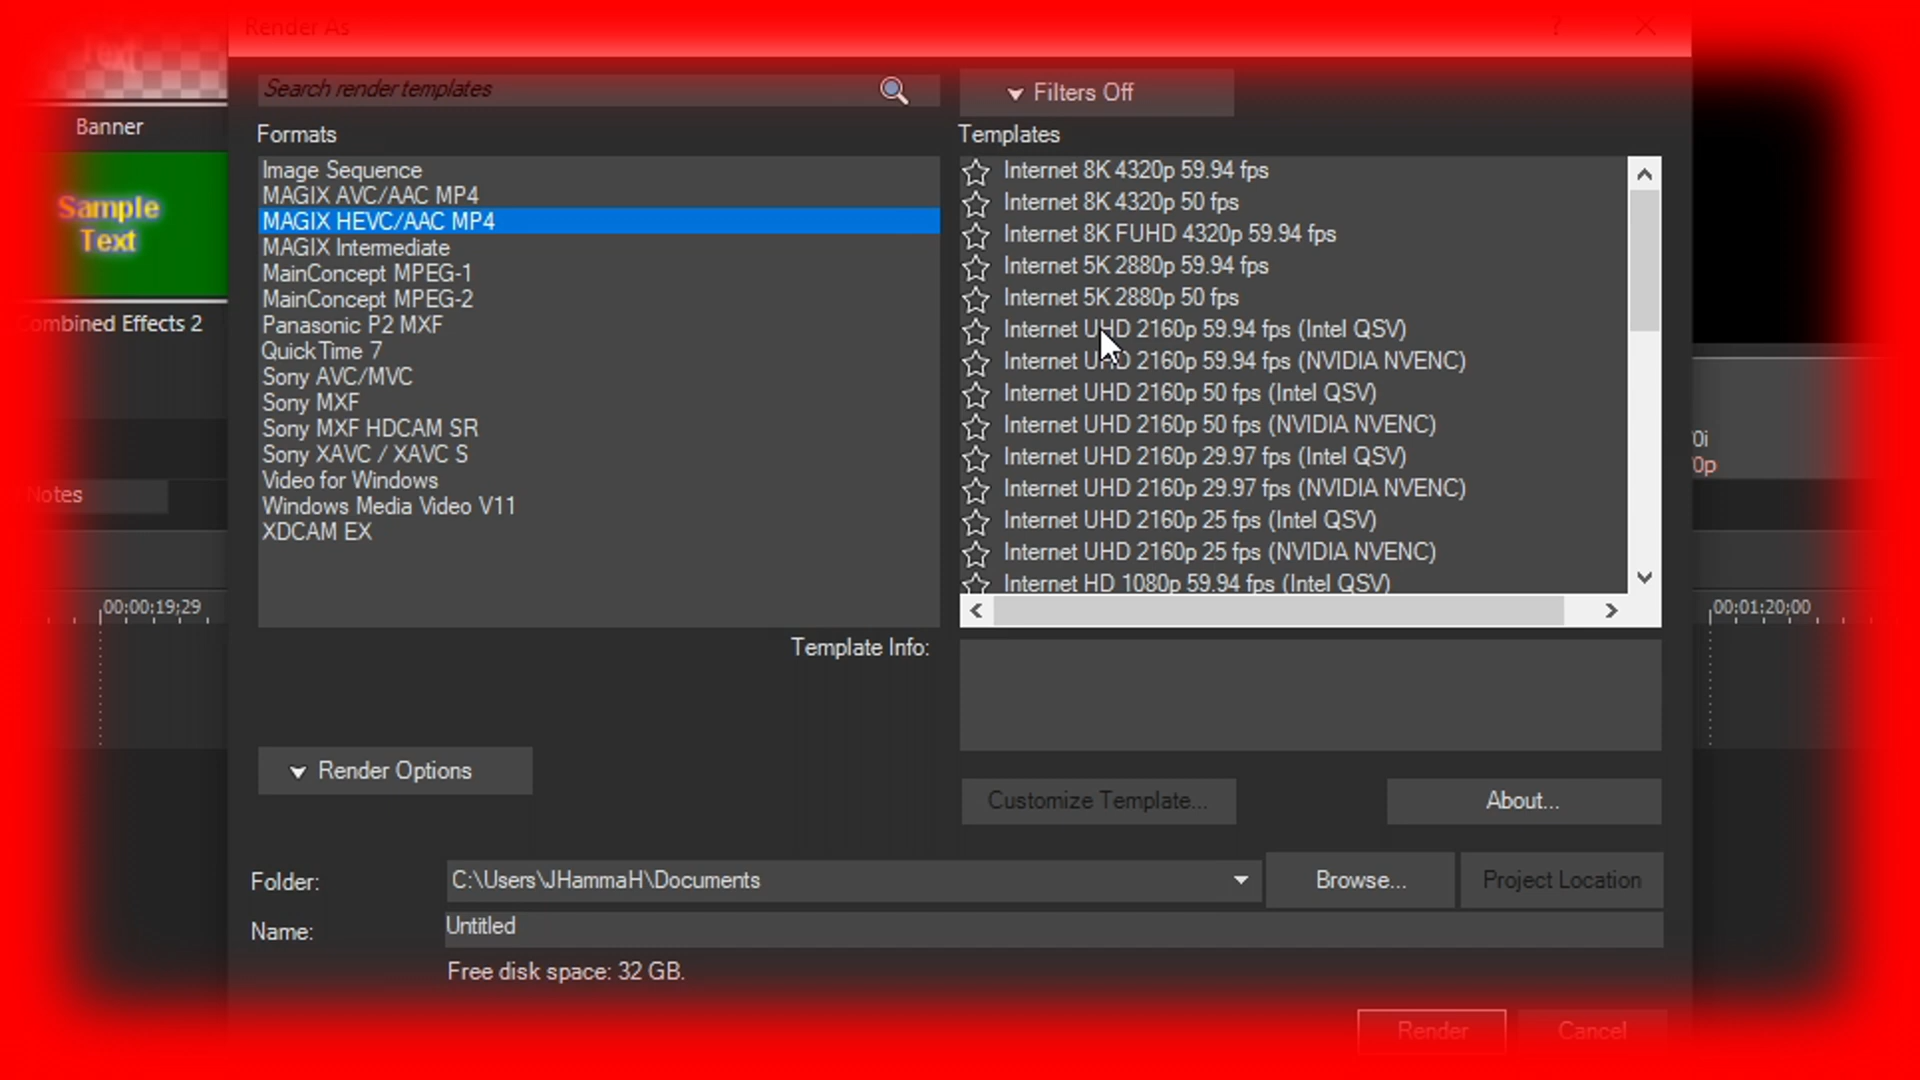 Render As
?
Text
Search render templates
Filters Off
Banner
Formats
Templates
Image Sequence
MAGIX AVC/AAC MP4
MAGIX HEVC/AAC MP4
MAGIX Intermediate
MainConcept MPEG-1
MainConcept MPEG-2
Panasonic P2 MXF
QuickTime 7
Sony AVC/MVC
Sony MXF
Sony MXF HDCAM SR
Sony XAVC / XAVC S
Video for Windows
Windows Media Video V11
XDCAM EX
Internet 8K 4320p 59.94 fps
Internet 8K 4320p 50 fps
Internet 8K FUHD 4320p 59.94 fps
Internet 5K 2880p 59.94 fps
Internet 5K 2880p 50 fps
Internet UHD 2160p 59.94 fps (Intel QSV)
Internet UHD 2160p 59.94 fps (NVIDIA NVENC)
Internet UHD 2160p 50 fps (Intel QSV)
Internet UHD 2160p 50 fps (NVIDIA NVENC)
Internet UHD 2160p 29.97 fps (Intel QSV)
Internet UHD 2160p 29.97 fps (NVIDIA NVENC)
Internet UHD 2160p 25 fps (Intel QSV)
Internet UHD 2160p 25 fps (NVIDIA NVENC)
Internet HD 1080p 59.94 fps (Intel QSV)
Sample
Text
ombined Effects 2
Notes
0i
0p
00:00:19;29
00:01:20;00
Template Info:
Render Options
Customize Template...
About...
Folder:
C:\Users\JHammaH\Documents
Browse...
Project Location
Name:
Untitled
Free disk space: 32 GB.
Render
Cancel